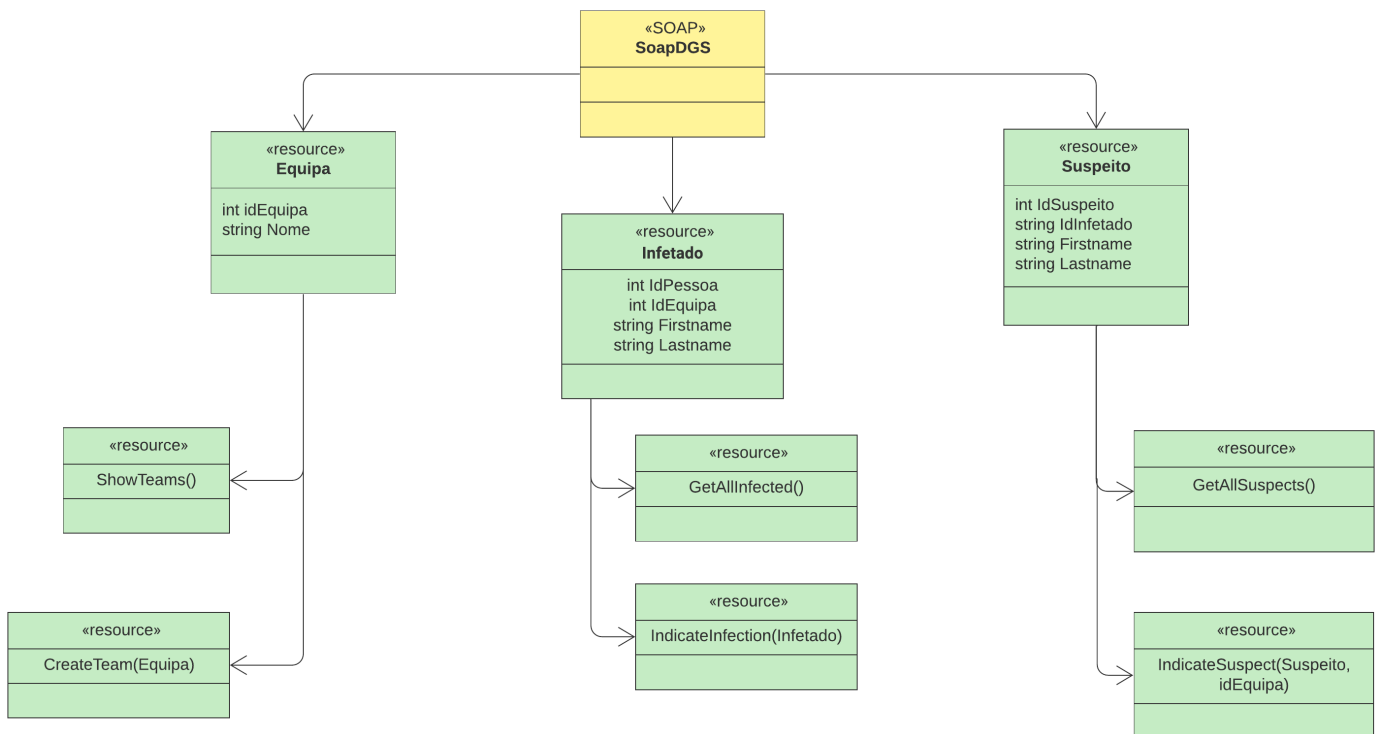 «SOAP»
SoapDGS
«resource»
Equipa
int idEquipa
string Nome
«resource»
Infetado
int IdPessoa
int IdEquipa
string Firstname
string Lastname
«resource»
Suspeito
int IdSuspeito
string IdInfetado
string Firstname
string Lastname
«resource»
ShowTeams()
«resource»
CreateTeam(Equipa)
«resource»
GetAllInfected()
«resource»
IndicateInfection(Infetado)
«resource»
GetAllSuspects()
«resource»
IndicateSuspect(Suspeito,
idEquipa)